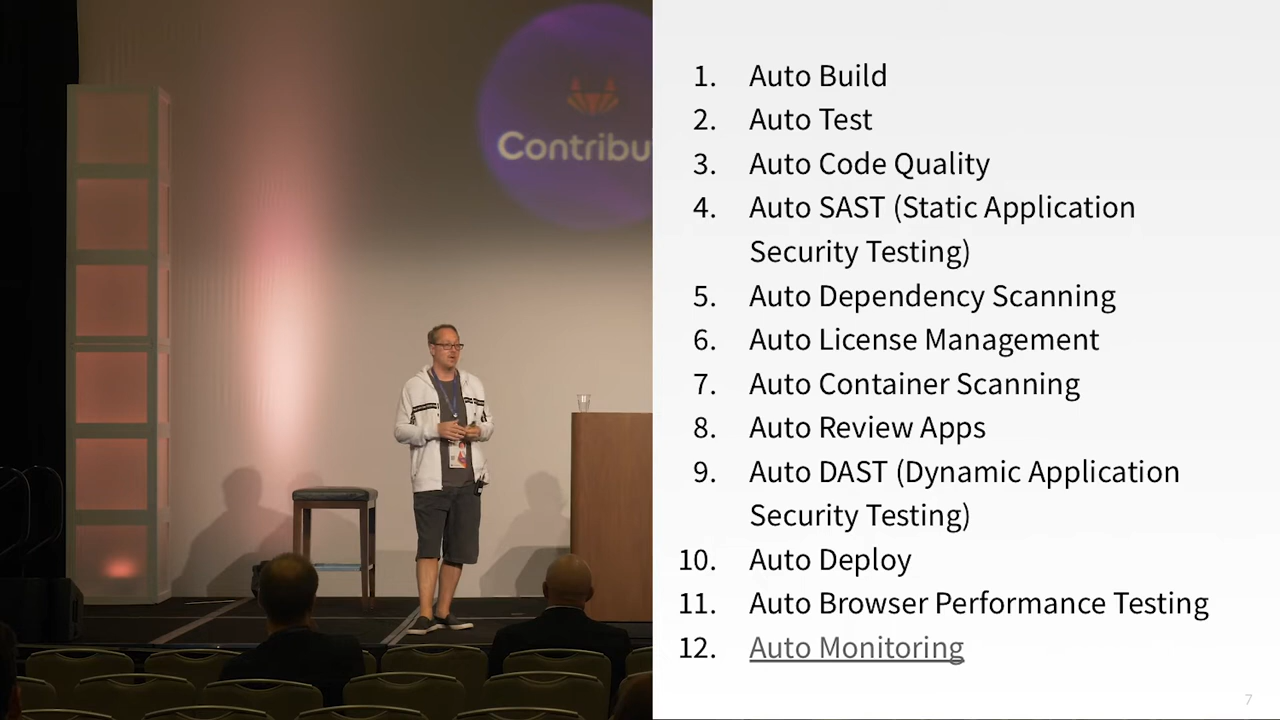 Contribu
1. Auto Build
2. Auto Test
3. Auto Code Quality
4. Auto SAST (Static Application
Security Testing)
5. Auto Dependency Scanning
6. Auto License Management
7. Auto Container Scanning
8. Auto Review Apps
9. Auto DAST (Dynamic Application
Security Testing)
10. Auto Deploy
11. Auto Browser Performance Testing
12. Auto Monitoring
7